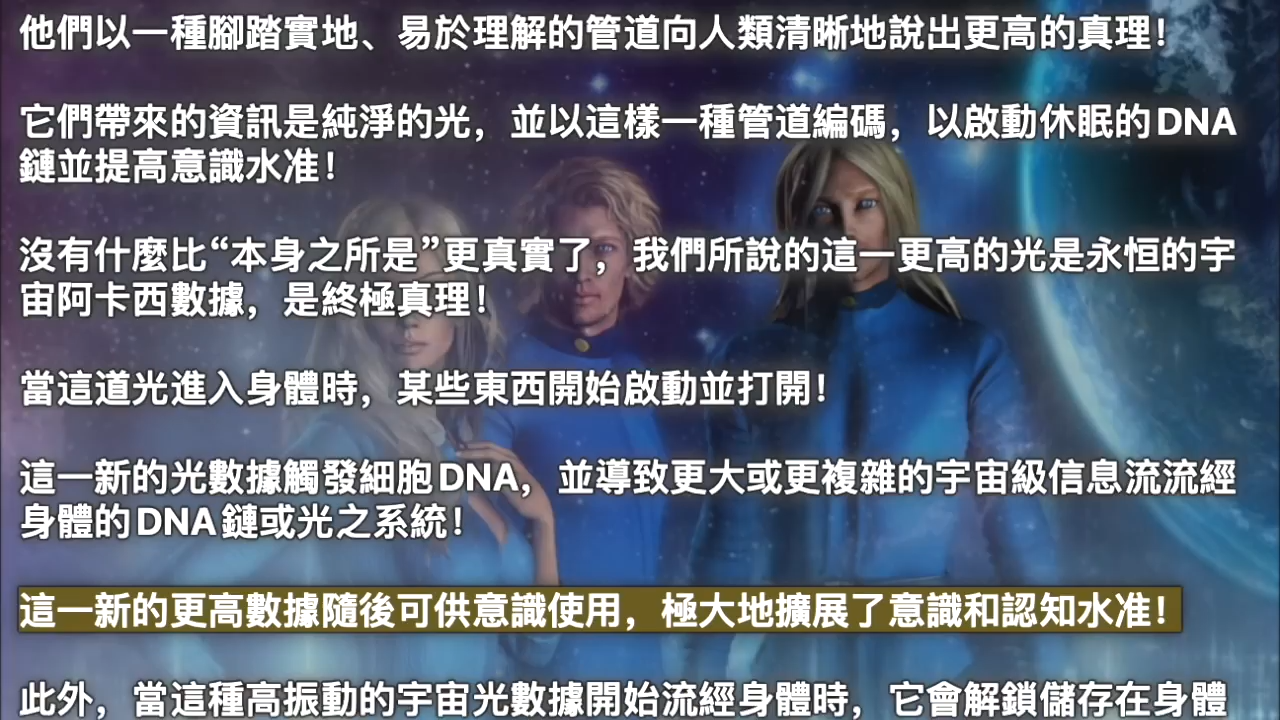 他們以一種腳踏實地、易於理解的管道向人類清晰地說出更高的真理！
它們帶來的資訊是純淨的光，並以這樣一種管道編碼，以啟動休眠的DNA
鏈並提高意識水准！
沒有什麼比“本身之所是”更真實了，我們所說的這一更高的光是永恒的宇
宙阿卡西數據，是終極真理！
當這道光進入身體時，某些東西開始啟動並打開！
這一新的光數據觸發細胞DNA，並導致更大或更複雜的宇宙級信息流流經
身體的DNA鏈或光之系統！
這一新的更高數據隨後可供意識使用，極大地擴展了意識和認知水准！
此外，當這種高振動的宇宙光數據開始流經身體時，它會解鎖儲存在身體